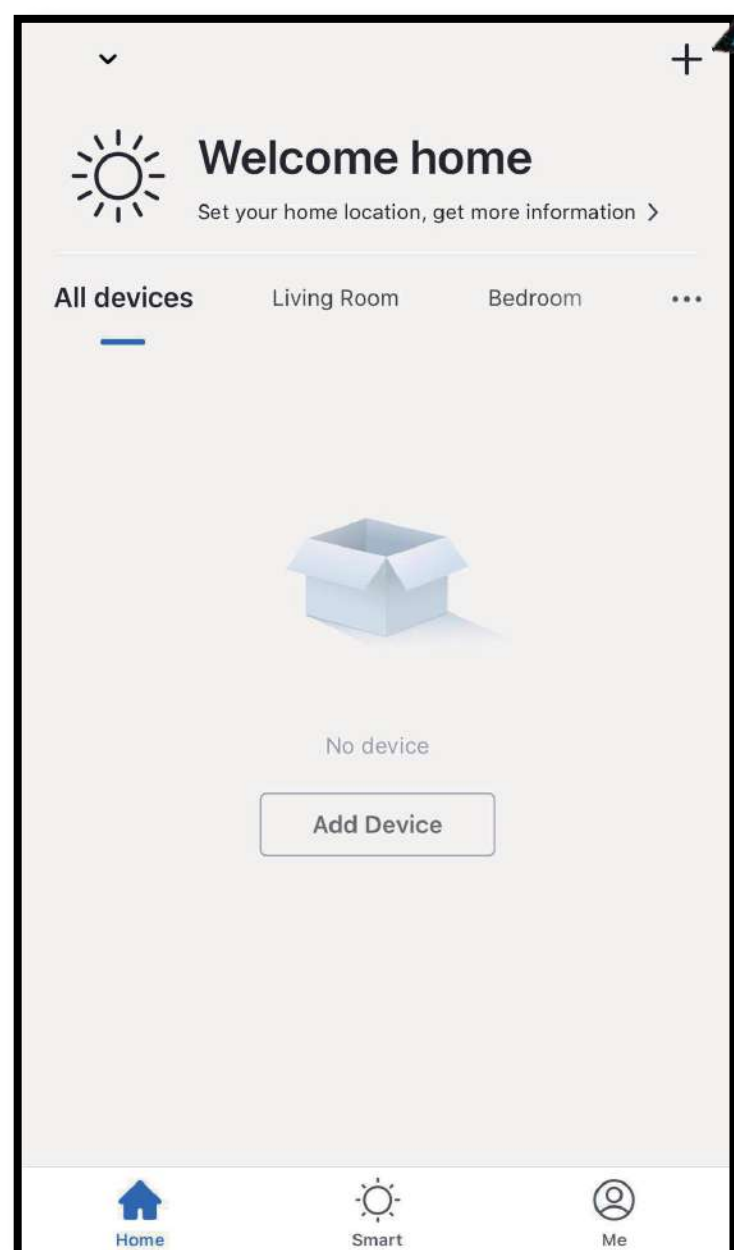 Welcome home
Set your home location, get more information >
All devices Living Room Bedroom ...
No device
Add Device
Home Smart Me